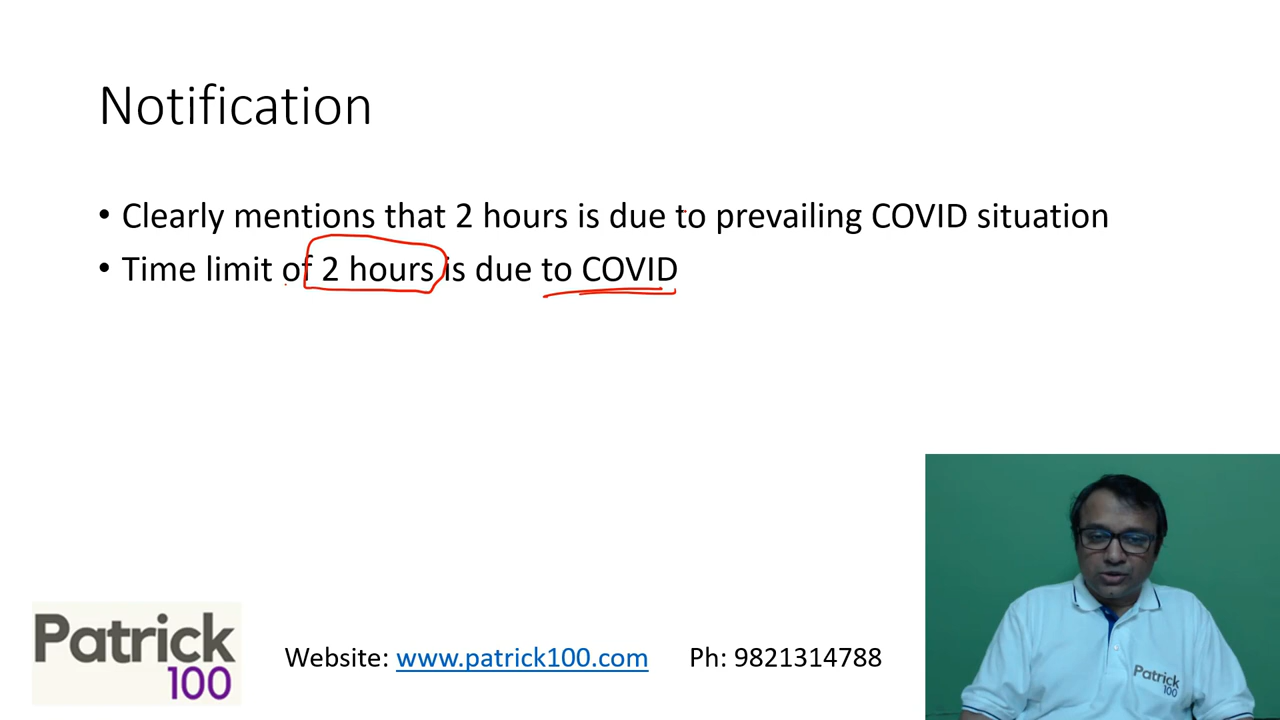 Notification
• Clearly mentions that 2 hours is due to prevailing COVID situation
• Time limit of 2 hours is due to COVID
Patrick
100
Website: www.patrick100.com Ph: 9821314788
Patrick
100